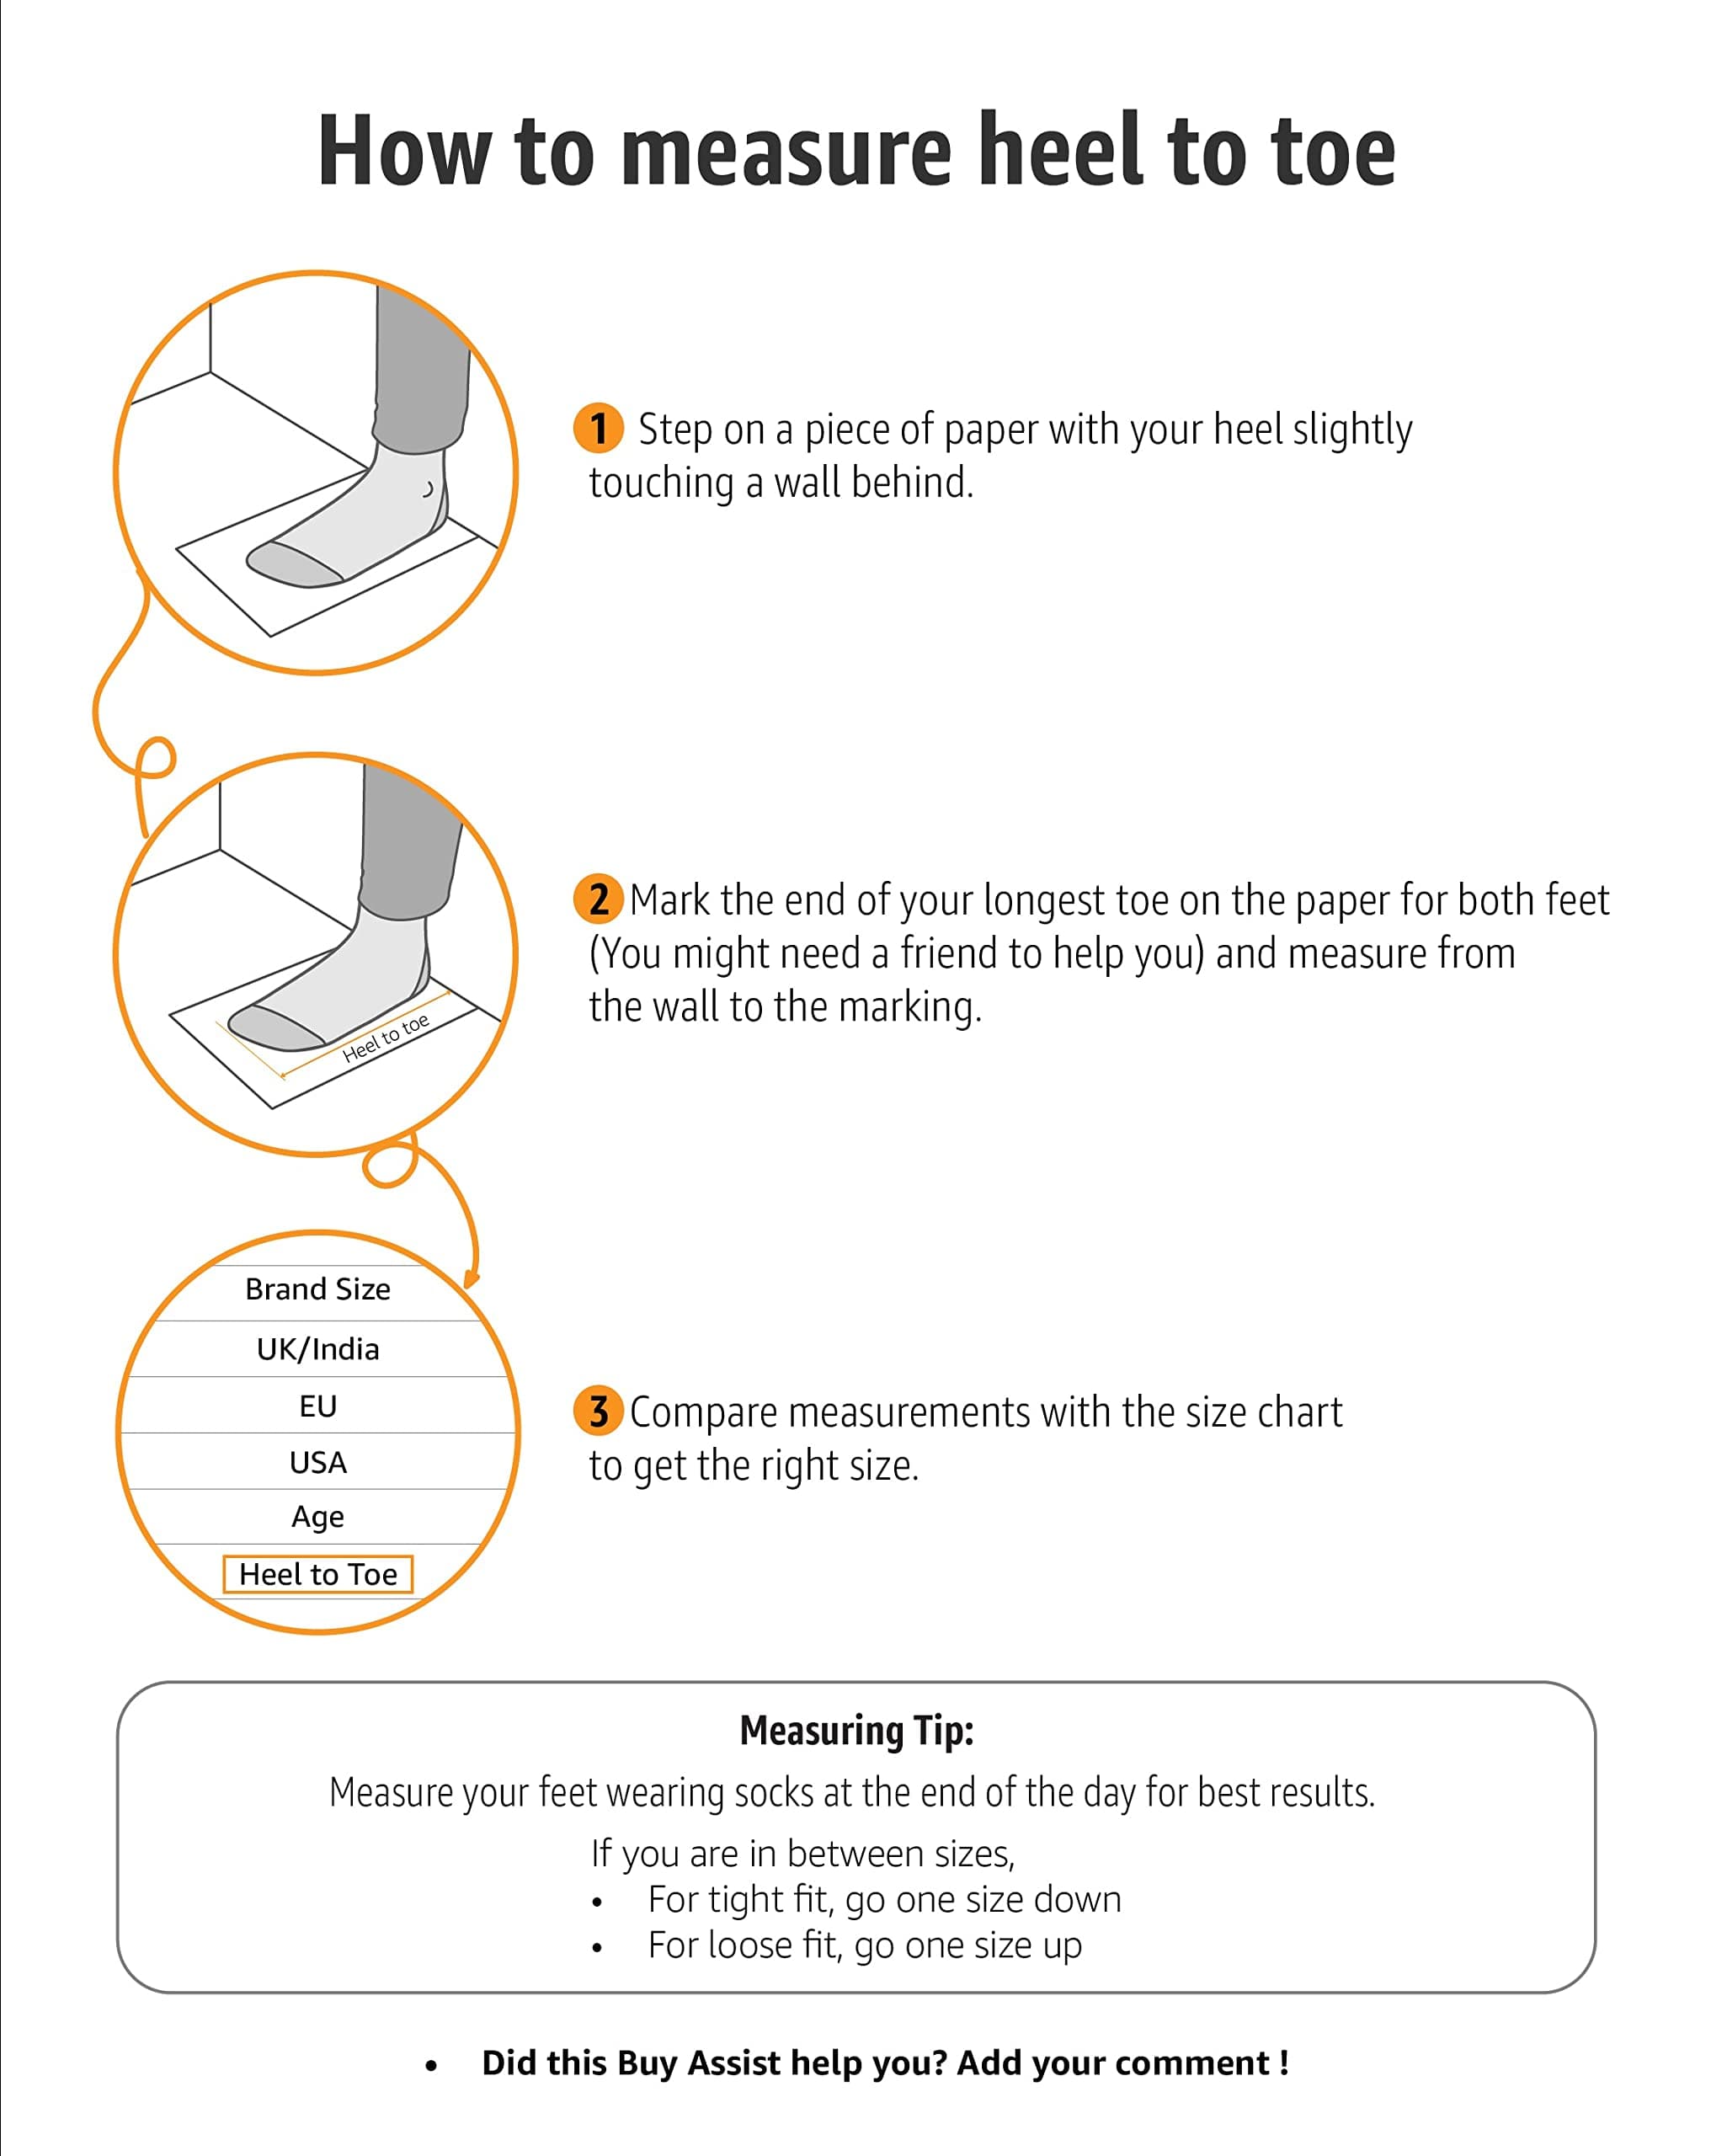 How to measure heel to toe
1 Step on a piece of paper with your heel slightly
touching a wall behind.
2 Mark the end of your longest toe on the paper for both feet
(You might need a friend to help you) and measure from
the wall to the marking.
Heel to toe
Brand Size
UK/India
EU
USA
Age
Heel to Toe
3 Compare measurements with the size chart
to get the right size.
Measuring Tip:
Measure your feet wearing socks at the end of the day for best results.
If you are in between sizes,
• For tight fit, go one size down
• For loose fit, go one size up
• Did this Buy Assist help you? Add your comment !